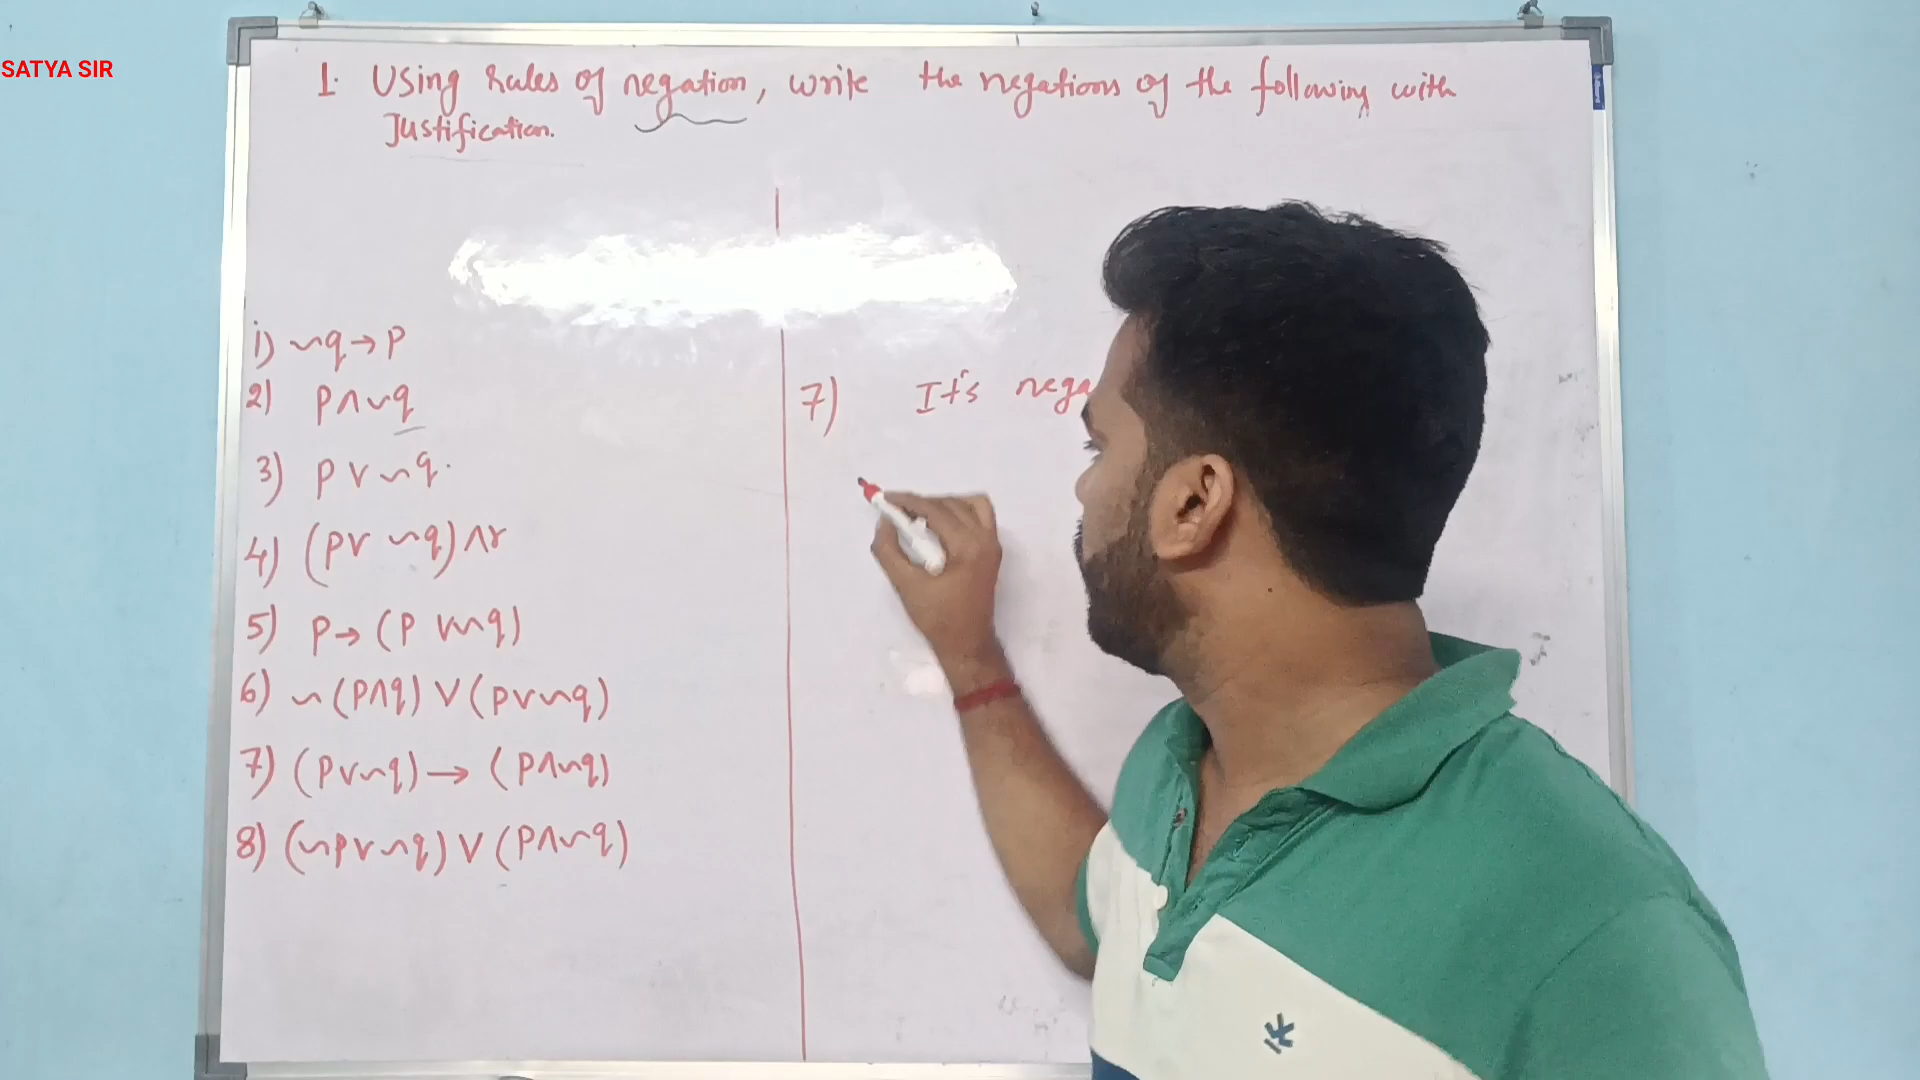 SATYA SIR
1. Using rules of negation, write the negations of the following with
Justification.
i) ~q → p
2) p ∧ ~q
3) p ∨ ~q.
4) (p ∨ ~q) ∧ r
5) p → (p ∨ ~q)
6) ~(p ∧ q) ∨ (p ∨ ~q)
7) (p ∨ ~q) → (p ∧ ~q)
8) (~p ∨ ~q) ∨ (p ∧ ~q)
7) It's nega